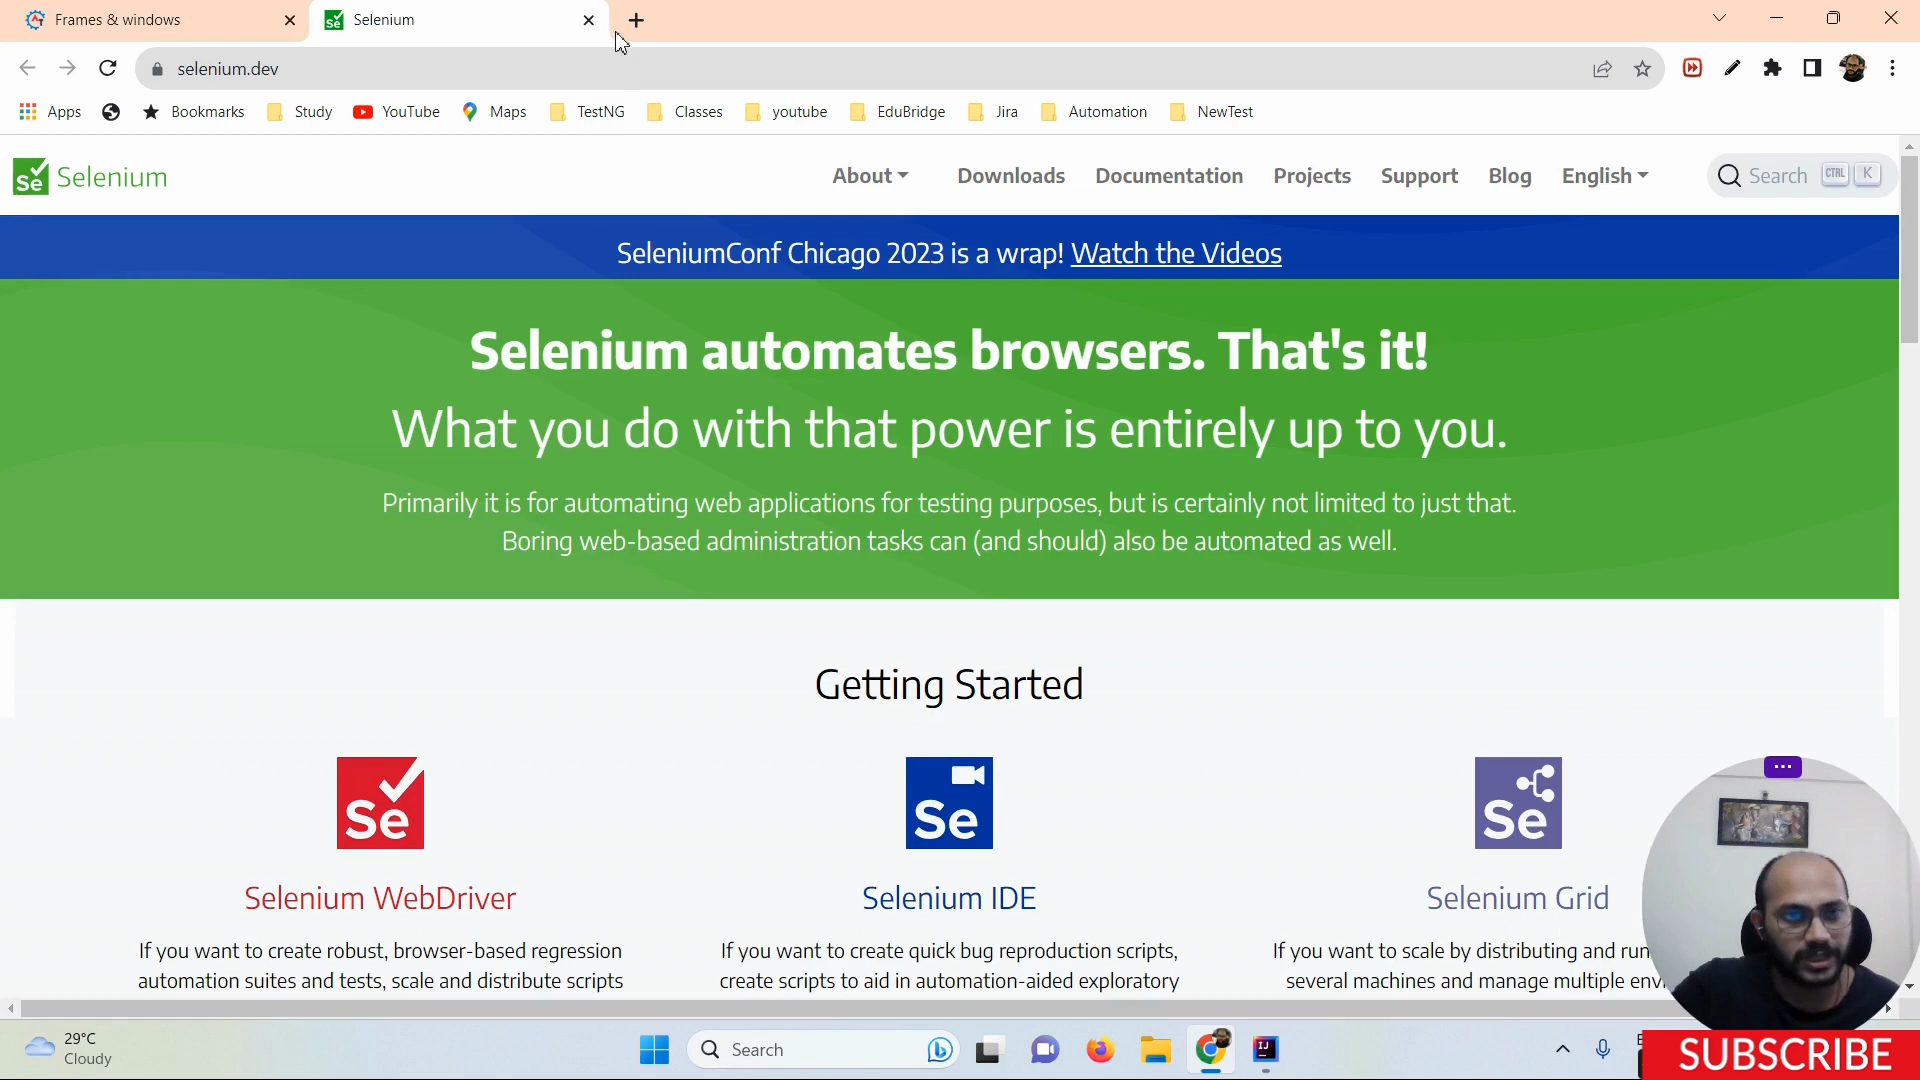 Frames & windows
Selenium
selenium.dev
Apps
Bookmarks
Study
YouTube
Maps
TestNG
Classes
youtube
EduBridge
Jira
Automation
NewTest
Se Selenium
About
Downloads
Documentation
Projects
Support
Blog
English
Search CTRL K
SeleniumConf Chicago 2023 is a wrap! Watch the Videos
Selenium automates browsers. That's it!
What you do with that power is entirely up to you.
Primarily it is for automating web applications for testing purposes, but is certainly not limited to just that.
Boring web-based administration tasks can (and should) also be automated as well.
Getting Started
Se
Selenium WebDriver
If you want to create robust, browser-based regression
automation suites and tests, scale and distribute scripts
Se
Selenium IDE
If you want to create quick bug reproduction scripts,
create scripts to aid in automation-aided exploratory
Se
Selenium Grid
If you want to scale by distributing and run
several machines and manage multiple env
29°C
Cloudy
Search
IJ
SUBSCRIBE